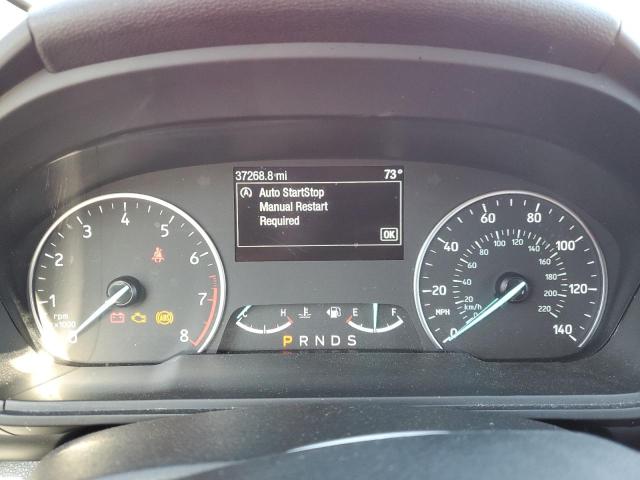 37268.8 mi 73°
Auto StartStop
Manual Restart
Required
OK
0 1 2 3 4 5 6 7 8
rpm
x1000
ABS
C H E F
P R N D S
0 20 40 60 80 100 120 140
MPH
km/h
0 20 40 60 80 100 120 140 160 180 200 220